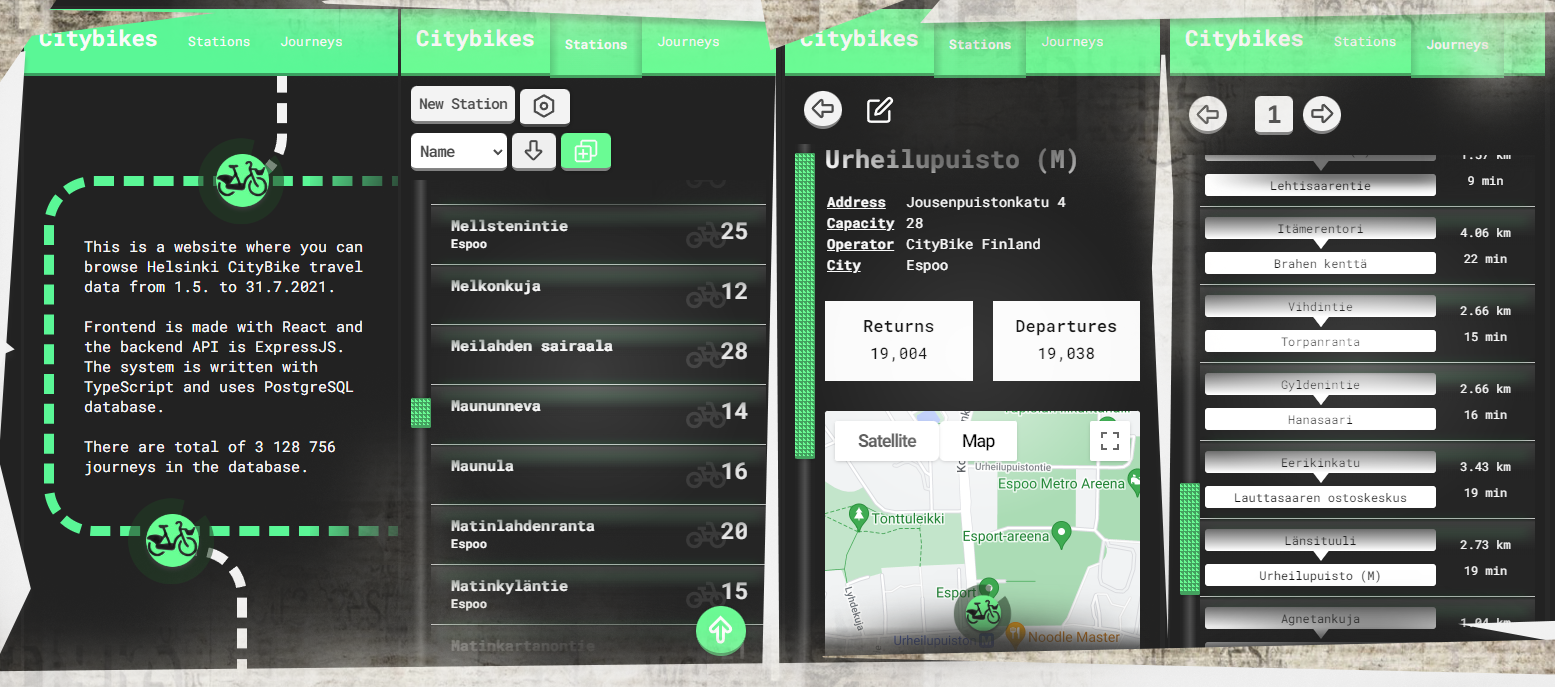 Citybikes
Stations
Journeys
This is a website where you can
browse Helsinki CityBike travel
data from 1.5. to 31.7.2021.
Frontend is made with React and
the backend API is ExpressJS.
The system is written with
TypeScript and uses PostgreSQL
database.
There are total of 3 128 756
journeys in the database.
Citybikes
Stations
Journeys
New Station
Name
Mellstenintie
Espoo
25
Melkonkuja
12
Meilahden sairaala
28
Maununneva
14
Maunula
16
Matinlahdenranta
Espoo
20
Matinkyläntie
Espoo
15
Matinkartanontie
Citybikes
Stations
Journeys
Urheilupuisto (M)
Address Jousenpuistonkatu 4
Capacity 28
Operator CityBike Finland
City Espoo
Returns
19,004
Departures
19,038
Satellite
Map
Urheilupuistontie
Espoo Metro Areena
Tonttuleikki
Esport-areena
Lyhdekuja
Esport
Urheilupuisto M
Noodle Master
Citybikes
Stations
Journeys
1
1.37 km
Lehtisaarentie
9 min
Itämerentori
4.06 km
Brahen kenttä
22 min
Vihdintie
2.66 km
Torpanranta
15 min
Gyldenintie
2.66 km
Hanasaari
16 min
Eerikinkatu
3.43 km
Lauttasaaren ostoskeskus
19 min
Länsituuli
2.73 km
Urheilupuisto (M)
19 min
Agnetankuja
1.04 km